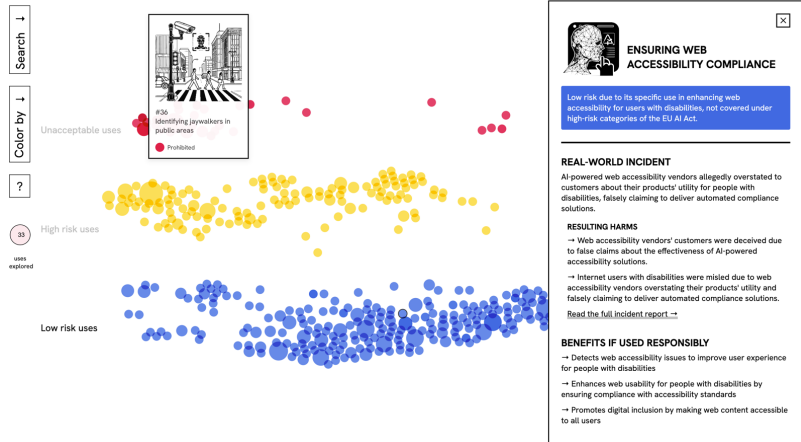 Search →
Color by →
?
33
uses
explored
Unacceptable uses
High risk uses
Low risk uses
#36
Identifying jaywalkers in
public areas
Prohibited
ENSURING WEB
ACCESSIBILITY COMPLIANCE
Low risk due to its specific use in enhancing web
accessibility for users with disabilities, not covered under
high-risk categories of the EU AI Act.
REAL-WORLD INCIDENT
AI-powered web accessibility vendors allegedly overstated to
customers about their products' utility for people with
disabilities, falsely claiming to deliver automated compliance
solutions.
RESULTING HARMS
→ Web accessibility vendors' customers were deceived due
to false claims about the effectiveness of AI-powered
accessibility solutions.
→ Internet users with disabilities were misled due to web
accessibility vendors overstating their products' utility and
falsely claiming to deliver automated compliance solutions.
Read the full incident report →
BENEFITS IF USED RESPONSIBLY
→ Detects web accessibility issues to improve user experience
for people with disabilities
→ Enhances web usability for people with disabilities by
ensuring compliance with accessibility standards
→ Promotes digital inclusion by making web content accessible
to all users